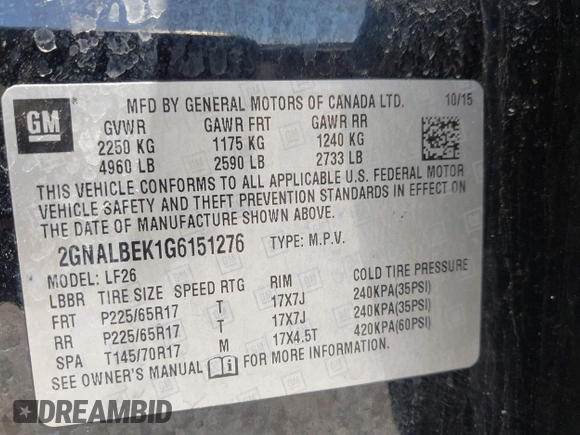 GM
MFD BY GENERAL MOTORS OF CANADA LTD. 10/15
GVWR GAWR FRT GAWR RR
2250 KG 1175 KG 1240 KG
4960 LB 2590 LB 2733 LB
THIS VEHICLE CONFORMS TO ALL APPLICABLE U.S. FEDERAL MOTOR
VEHICLE SAFETY AND THEFT PREVENTION STANDARDS IN EFFECT ON
THE DATE OF MANUFACTURE SHOWN ABOVE.
2GNALBEK1G6151276 TYPE: M.P.V.
MODEL: LF26
LBBR TIRE SIZE SPEED RTG RIM COLD TIRE PRESSURE
FRT P225/65R17 T 17X7J 240KPA(35PSI)
RR P225/65R17 T 17X7J 240KPA(35PSI)
SPA T145/70R17 M 17X4.5T 420KPA(60PSI)
SEE OWNER'S MANUAL FOR MORE INFORMATION.
DREAMBID